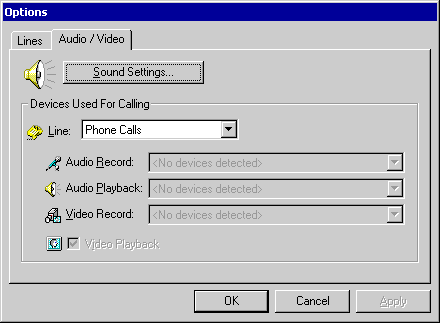 Options
Lines
Audio / Video
Sound Settings...
Devices Used For Calling
Line: Phone Calls
Audio Record: <No devices detected>
Audio Playback: <No devices detected>
Video Record: <No devices detected>
Video Playback
OK
Cancel
Apply